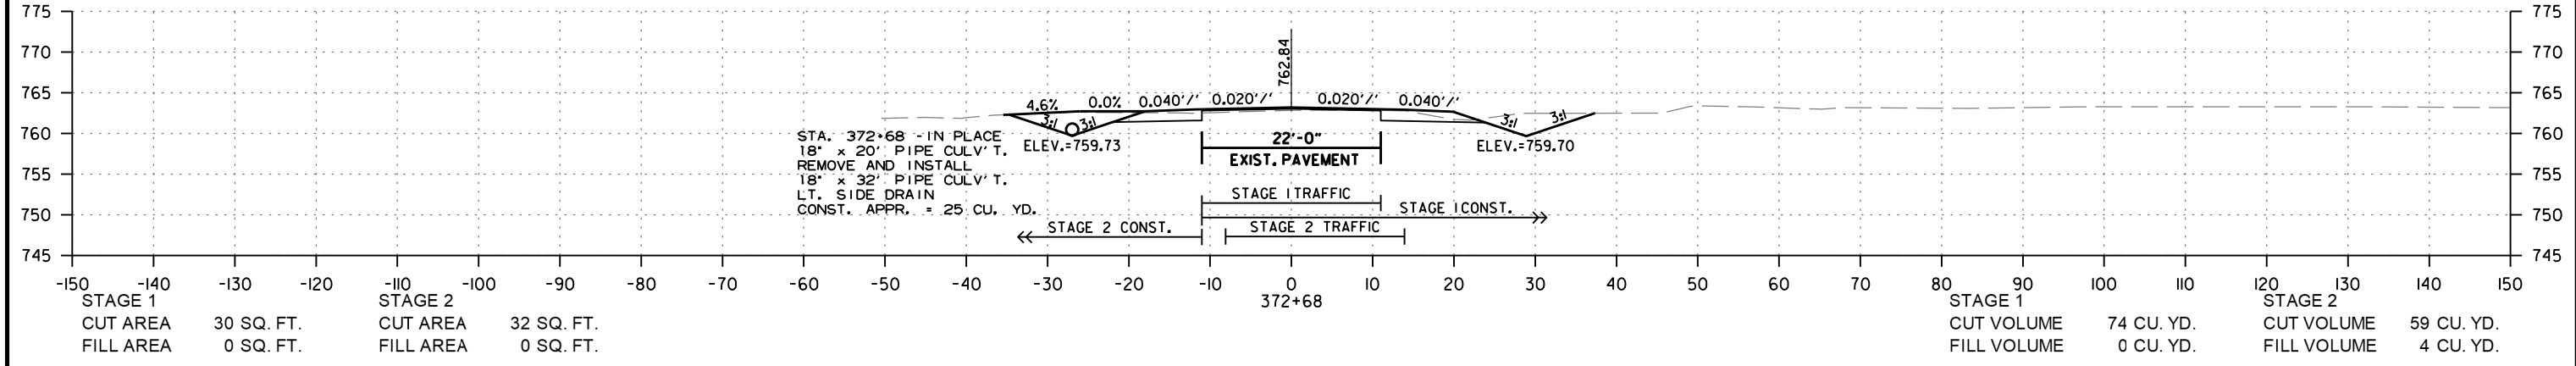 775 775
770 770
765 765
760 760
755 755
750 750
745 745
762.84
4.6% 0.0% 0.040'/' 0.020'/' 0.020'/' 0.040'/'
3:1 3:1 3:1 3:1
STA. 372+68 - IN PLACE
18" x 20' PIPE CULV'T.
REMOVE AND INSTALL
18" x 32' PIPE CULV'T.
LT. SIDE DRAIN
CONST. APPR. = 25 CU. YD.
ELEV.=759.73
22'-0"
EXIST. PAVEMENT
ELEV.=759.70
STAGE 1 TRAFFIC
STAGE 1 CONST.
STAGE 2 CONST.
STAGE 2 TRAFFIC
-150 -140 -130 -120 -110 -100 -90 -80 -70 -60 -50 -40 -30 -20 -10 0 10 20 30 40 50 60 70 80 90 100 110 120 130 140 150
372+68
STAGE 1 STAGE 2
CUT AREA 30 SQ. FT. CUT AREA 32 SQ. FT.
FILL AREA 0 SQ. FT. FILL AREA 0 SQ. FT.
STAGE 1 STAGE 2
CUT VOLUME 74 CU. YD. CUT VOLUME 59 CU. YD.
FILL VOLUME 0 CU. YD. FILL VOLUME 4 CU. YD.